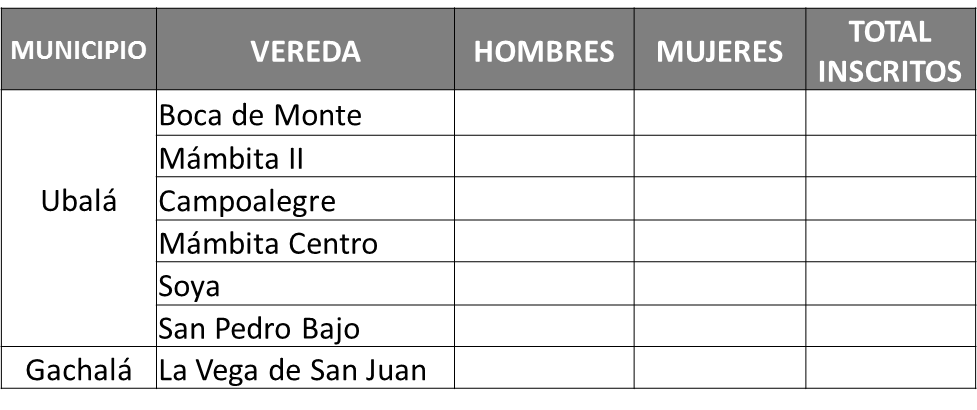 MUNICIPIO VEREDA HOMBRES MUJERES TOTAL INSCRITOS
Ubalá
Boca de Monte
Mámbita II
Campoalegre
Mámbita Centro
Soya
San Pedro Bajo
Gachalá La Vega de San Juan